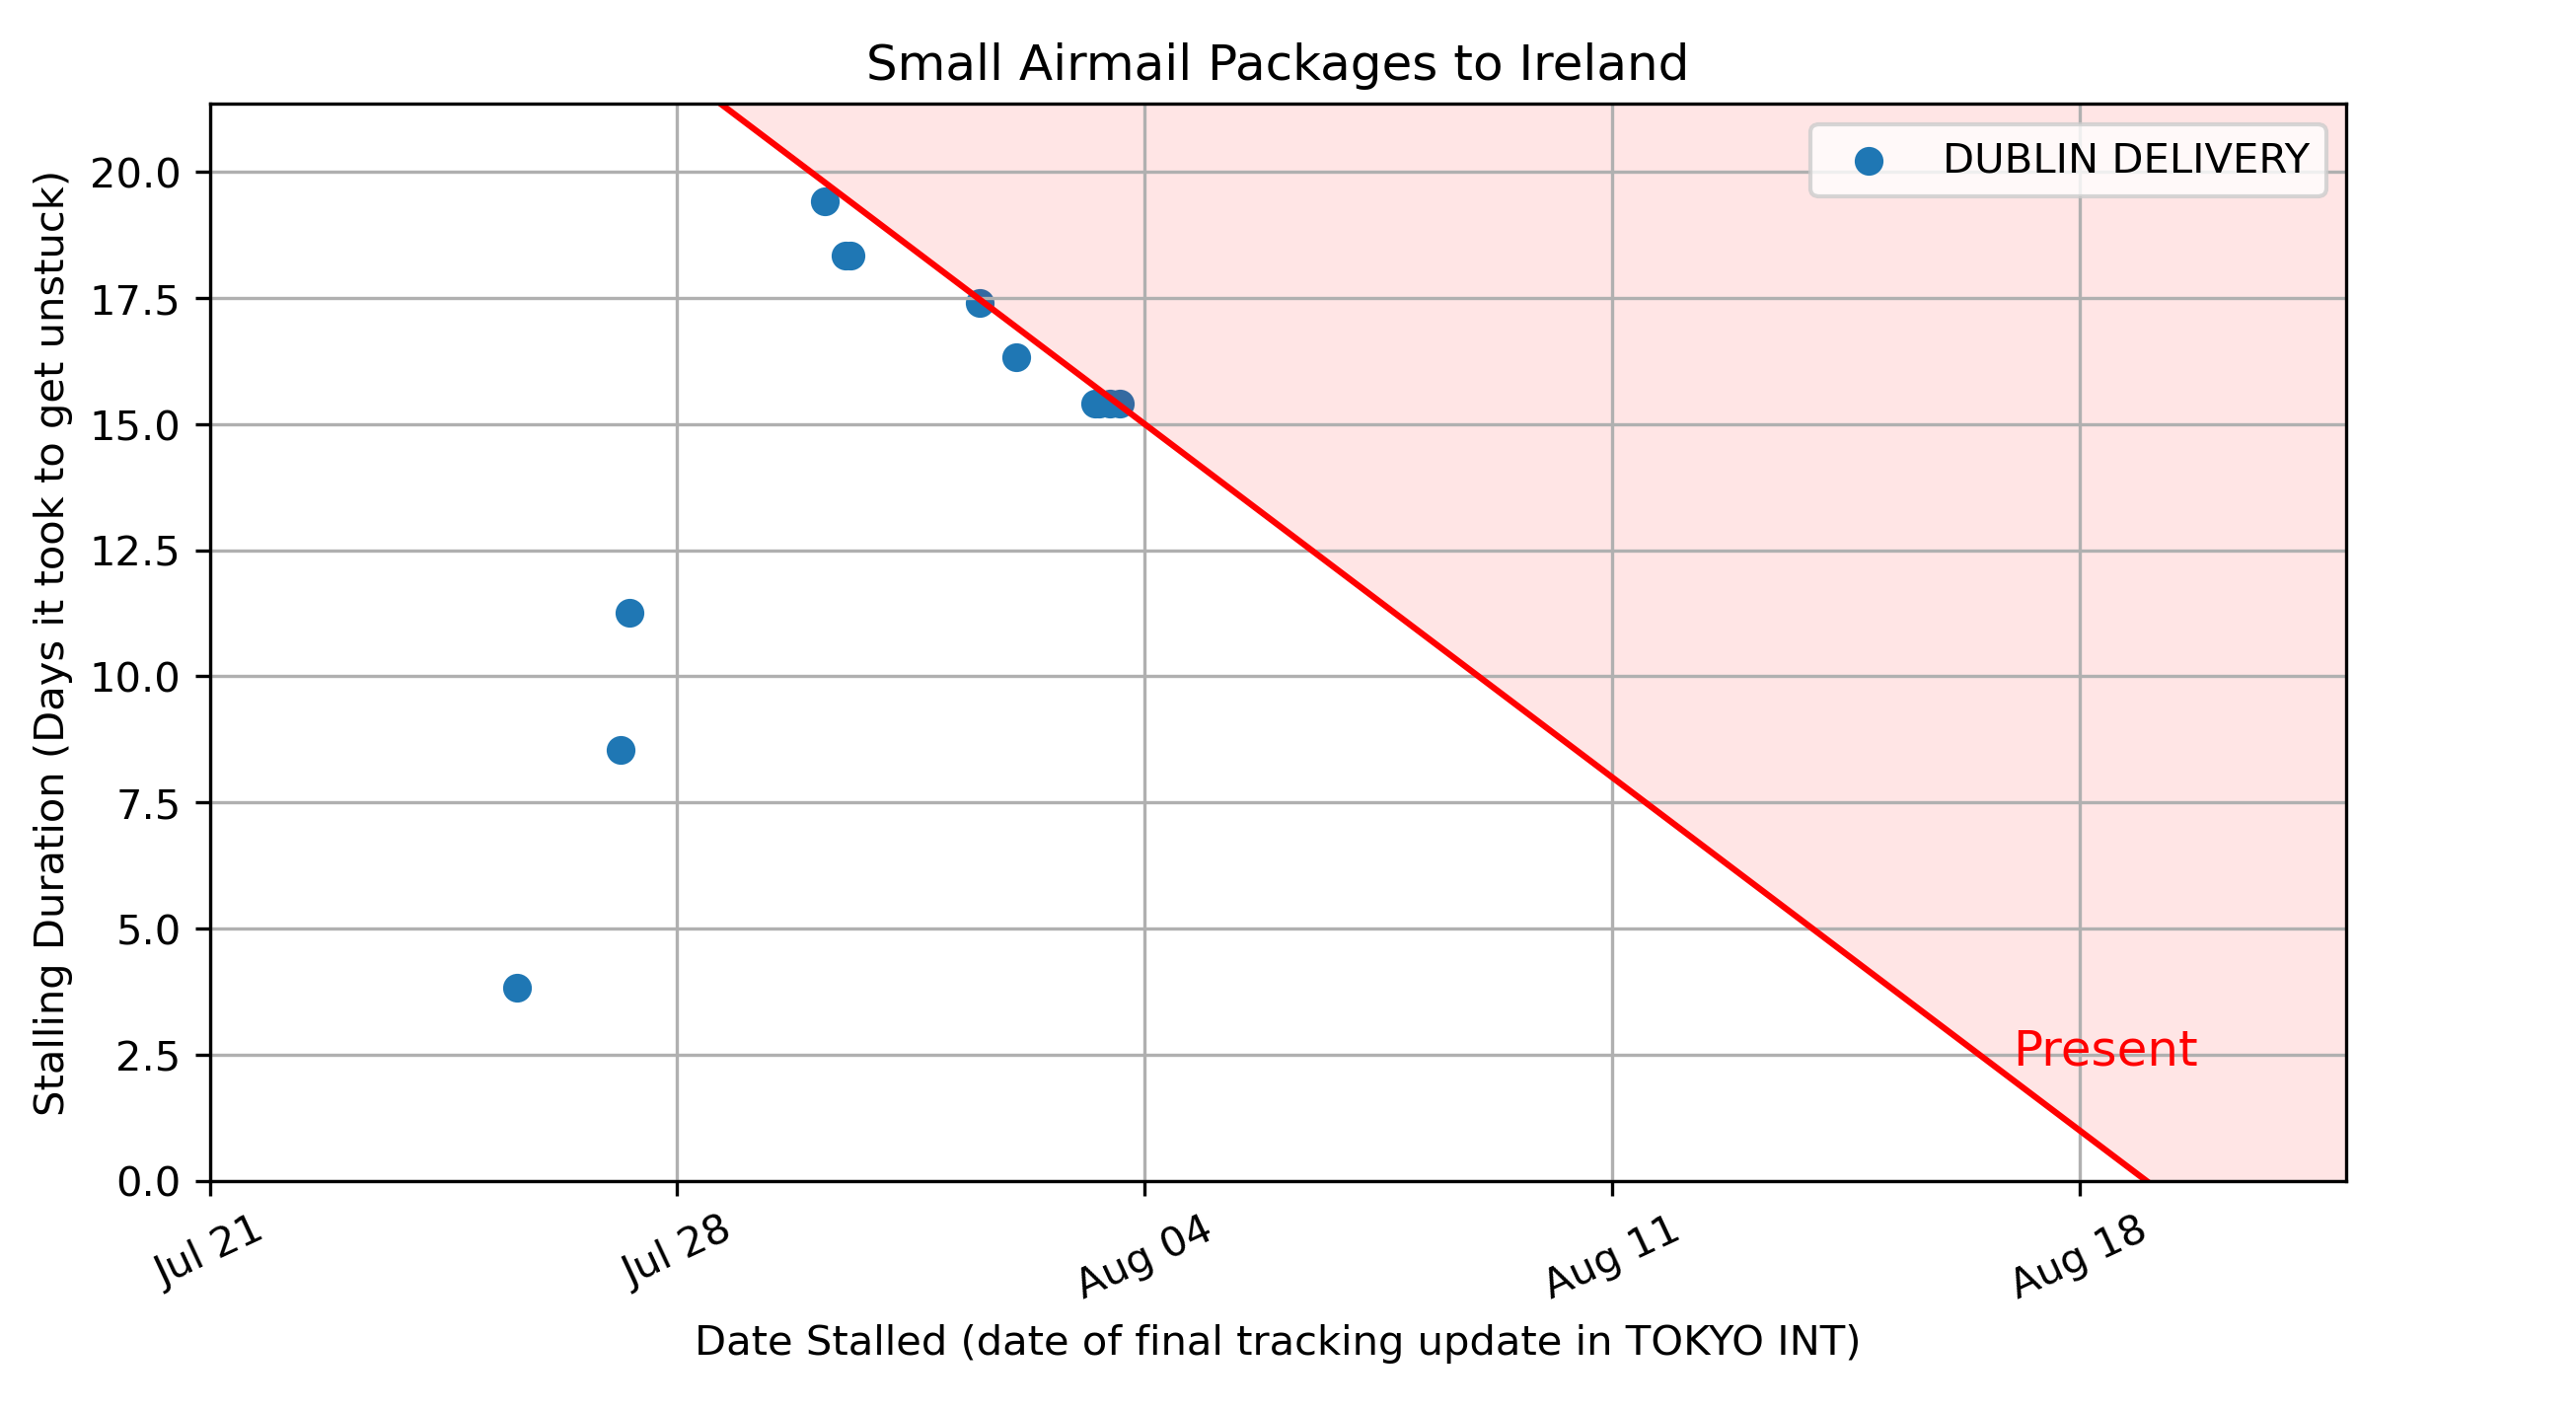 Small Airmail Packages to Ireland
DUBLIN DELIVERY
Stalling Duration (Days it took to get unstuck)
20.0
17.5
15.0
12.5
10.0
7.5
5.0
2.5
0.0
Present
Jul 21
Jul 28
Aug 04
Aug 11
Aug 18
Date Stalled (date of final tracking update in TOKYO INT)